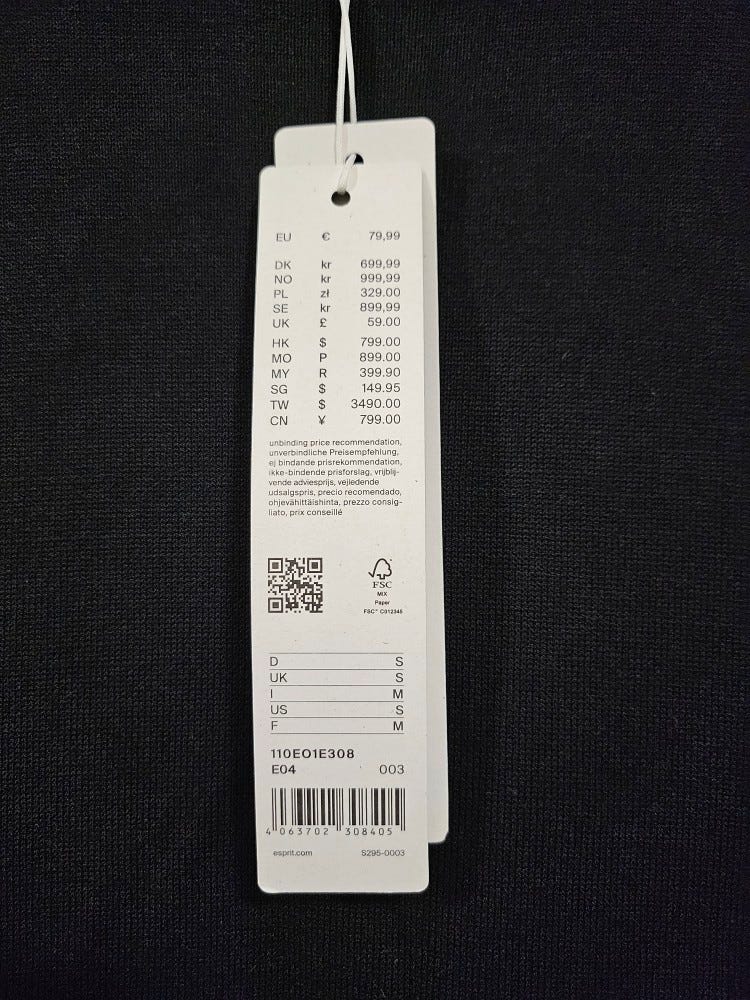 EU € 79,99
DK kr 699,99
NO kr 999,99
PL zł 329.00
SE kr 899,99
UK £ 59.00
HK $ 799.00
MO P 899.00
MY R 399.90
SG $ 149.95
TW $ 3490.00
CN ¥ 799.00
unbinding price recommendation,
unverbindliche Preisempfehlung,
ej bindande prisrekommendation,
ikke-bindende prisforslag, vrijblij-
vende adviesprijs, vejledende
udsalgspris, precio recomendado,
ohjevähittäishinta, prezzo consig-
liato, prix conseillé
FSC
MIX
Paper
FSC™ C012345
D S
UK S
I M
US S
F M
110EO1E308
E04 003
4 063702 308405
esprit.com S295-0003